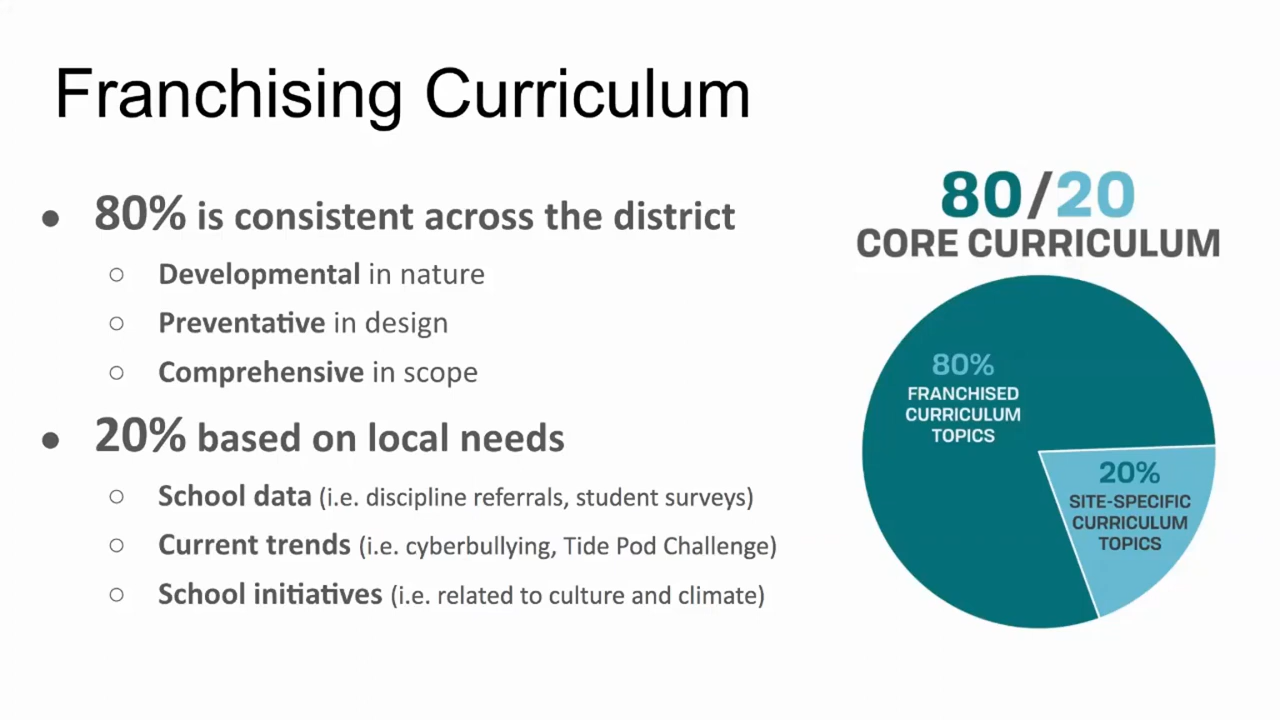 Franchising Curriculum
● 80% is consistent across the district
○ Developmental in nature
○ Preventative in design
○ Comprehensive in scope
● 20% based on local needs
○ School data (i.e. discipline referrals, student surveys)
○ Current trends (i.e. cyberbullying, Tide Pod Challenge)
○ School initiatives (i.e. related to culture and climate)
80/20
CORE CURRICULUM
80%
FRANCHISED
CURRICULUM
TOPICS
20%
SITE-SPECIFIC
CURRICULUM
TOPICS